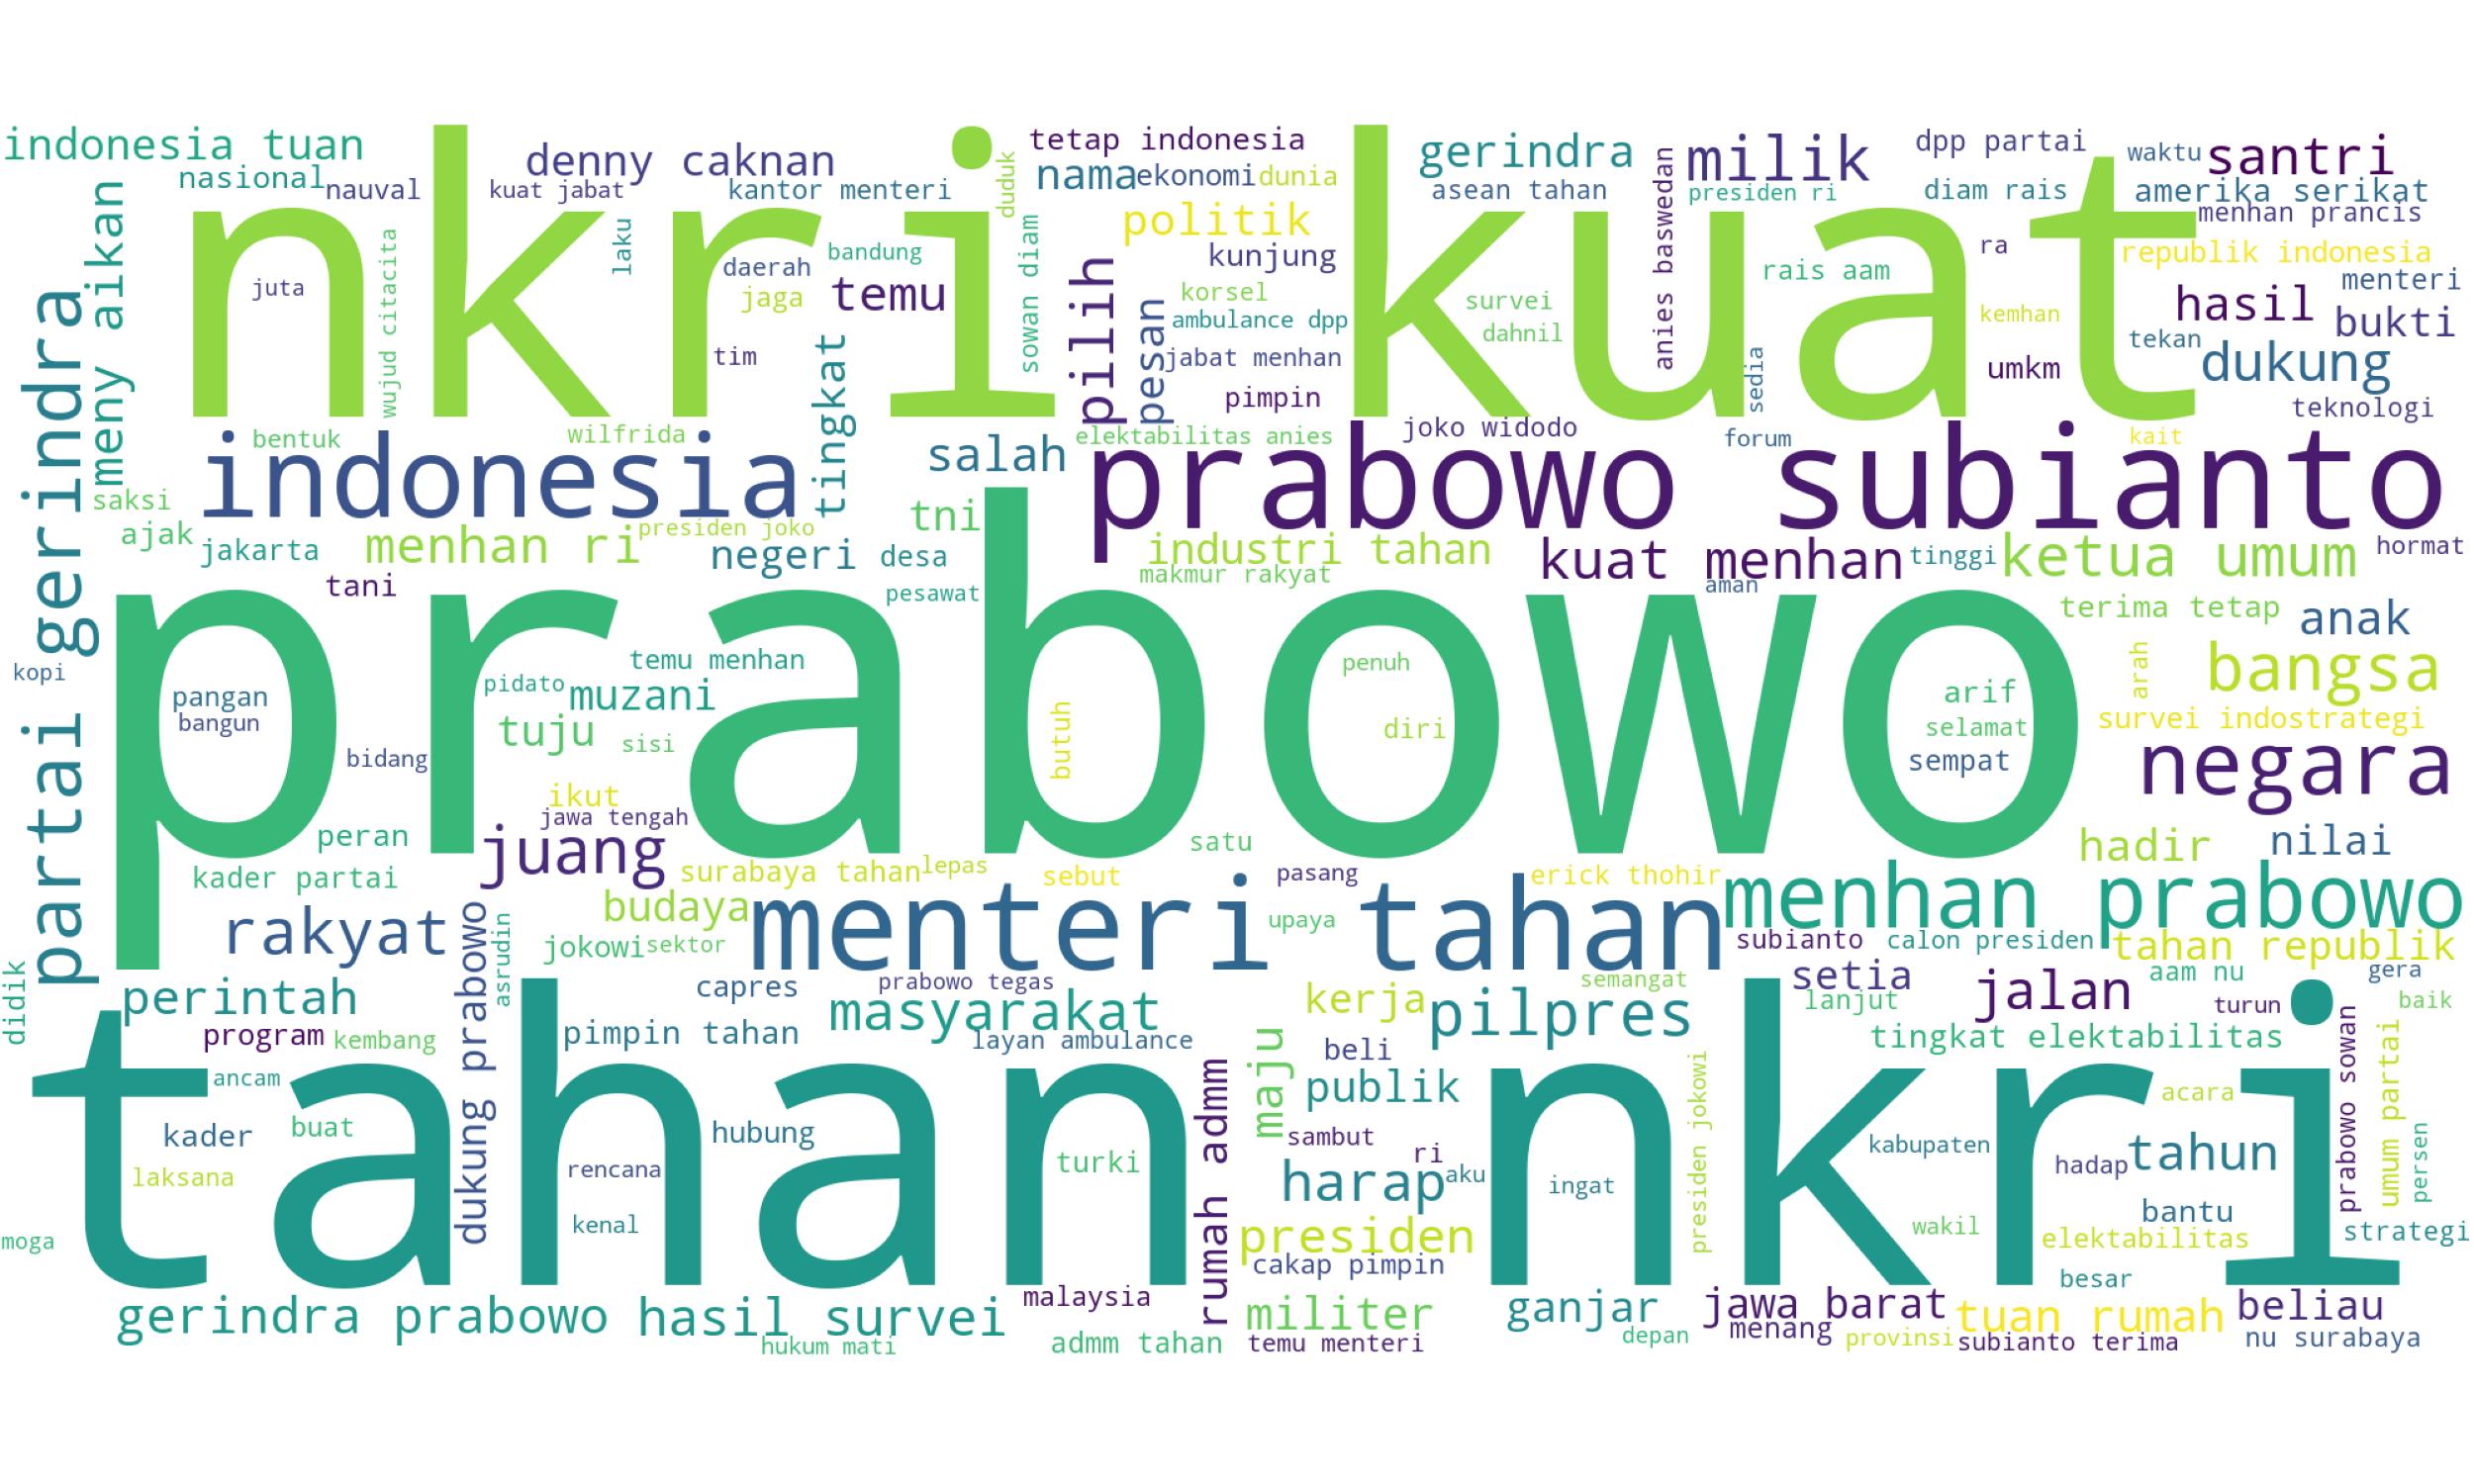 indonesia tuan
nasional
nauval
denny caknan
kuat jabat
kantor menteri
tetap indonesia
nama
ekonomi
dunia
gerindra
asean tahan
milik
presiden ri
dpp partai
diam rais
waktu
santri
amerika serikat
menhan prancis
nkri kuat
meny aikan
juta
wujud citacita
laku
daerah
bandung
jaga
temu
tim
duduk
sowan diam
politik
kunjung
pilih
pesan
korsel
ambulance dpp
jabat menhan
pimpin
survei
dahnil
anies baswedan
rais aam
sedia
ra
kemhan
umkm
republik indonesia
menteri
hasil
bukti
tekan
dukung
teknologi
partai gerindra
bentuk
wilfrida
tingkat
salah
elektabilitas anies
joko widodo
forum
kait
indonesia
prabowo subianto
saksi
ajak
jakarta
menhan ri
presiden joko
negeri
tni
desa
industri tahan
makmur rakyat
kuat menhan
aman
tinggi
ketua umum
hormat
tani
pesawat
prabowo
terima tetap
anak
kopi
pangan
bangun
bidang
temu menhan
pidato
muzani
tuju
sisi
butuh
penuh
diri
arif
selamat
sempat
arah
bangsa
survei indostrategi
negara
ikut
jawa tengah
peran
juang
satu
hadir
nilai
kader partai
surabaya tahan
lepas
sebut
pasang
erick thohir
menhan prabowo
rakyat
dukung prabowo
asrudin
budaya
menteri tahan
upaya
jokowi
sektor
subianto
calon presiden
tahan republik
didik
perintah
capres
prabowo tegas
semangat
setia
jalan
aam nu
gera
program
kembang
pimpin tahan
masyarakat
layan ambulance
kerja
pilpres
lanjut
turun
baik
tingkat elektabilitas
tahan nkri
ancam
beli
maju
publik
presiden jokowi
acara
prabowo sowan
umum partai
persen
kader
buat
hubung
sambut
ri
kabupaten
hadap
tahun
laksana
rencana
turki
rumah admm
harap
aku
ingat
kenal
wakil
bantu
moga
presiden
elektabilitas
strategi
cakap pimpin
besar
gerindra prabowo
hasil survei
malaysia
militer
ganjar
jawa barat
tuan rumah
beliau
hukum mati
admm tahan
temu menteri
depan
menang
provinsi
subianto terima
nu surabaya